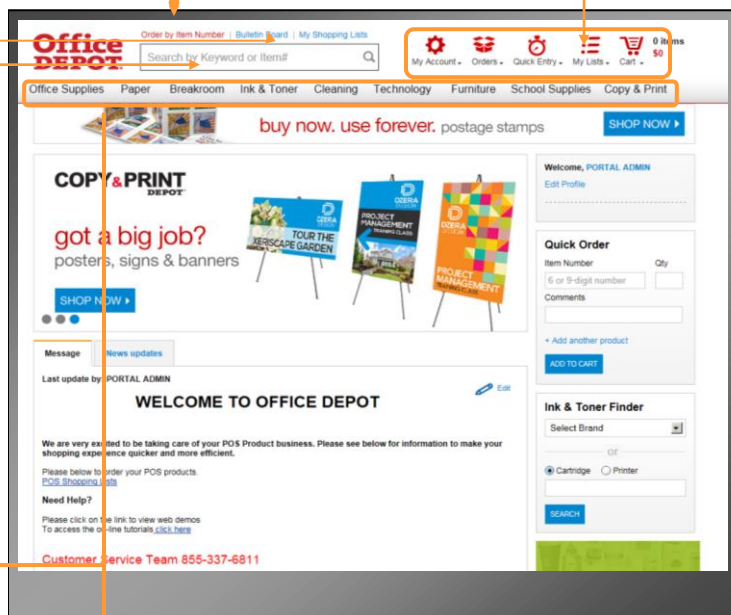 Office DEPOT
Order by Item Number | Bulletin Board | My Shopping Lists
Search by Keyword or Item#
My Account Orders Quick Entry My Lists Cart
0 items
$0
Office Supplies Paper Breakroom Ink & Toner Cleaning Technology Furniture School Supplies Copy & Print
buy now. use forever. postage stamps
SHOP NOW
COPY & PRINT
DEPOT
got a big job?
posters, signs & banners
SHOP NOW
DZERA
TOUR THE
XERISCAPE GARDEN
DZERA
PROJECT
MANAGEMENT
TRAINING CLASS
DZERA
PROJECT
MANAGEMENT
TRAINING CLASS
Welcome, PORTAL ADMIN
Edit Profile
Quick Order
Item Number Qty
6 or 9-digit number
Comments
+ Add another product
ADD TO CART
Ink & Toner Finder
Select Brand
or
Cartridge Printer
SEARCH
Message News updates
Last update by: PORTAL ADMIN
Edit
WELCOME TO OFFICE DEPOT
We are very excited to be taking care of your POS Product business. Please see below for information to make your
shopping experience quicker and more efficient.
Please below to order your POS products.
POS Shopping Lists
Need Help?
Please click on the link to view web demos
To access the on-line tutorials click here
Customer Service Team 855-337-6811